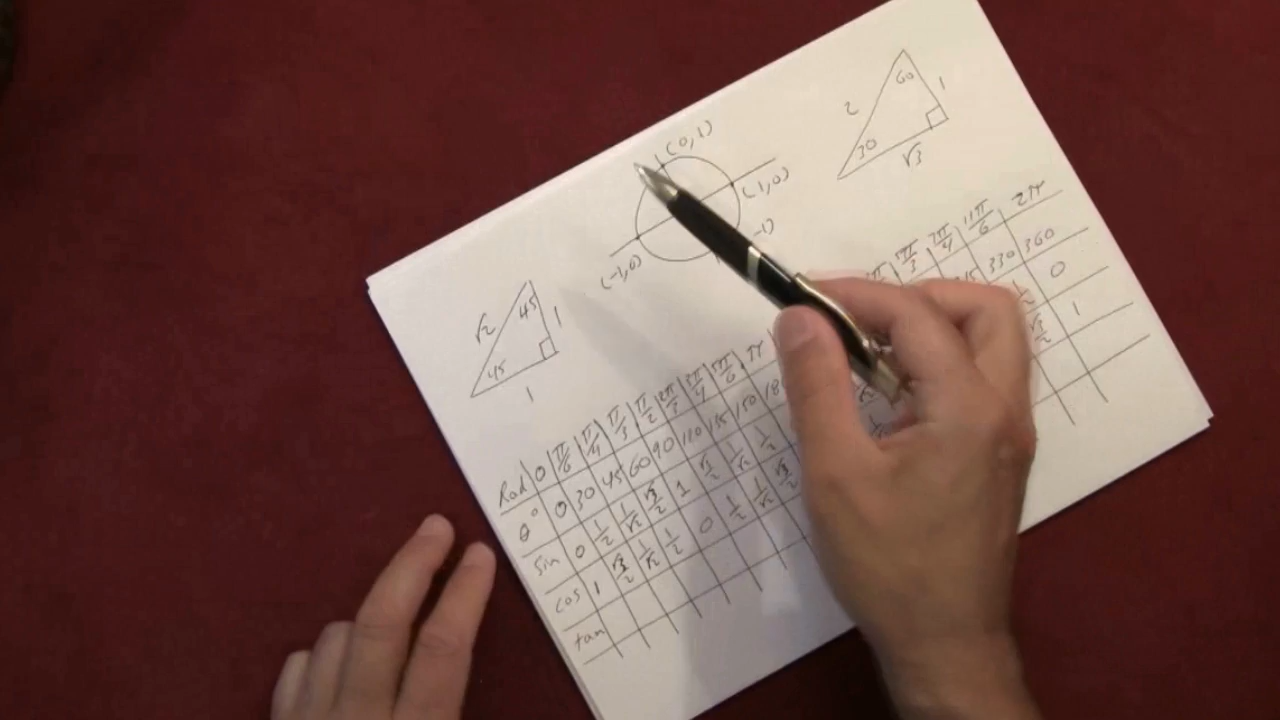 (0,1)
(1,0)
-1)
(-1,0)
60
2
1
30
√3
45
√2
1
45
1
Rad 0 π/6 π/4 π/3 π/2 2π/3 3π/4 5π/6 π 5π/3 7π/4 11π/6 2π
θ° 0 30 45 60 90 120 135 150 18 330 360
sin 0 1/2 1/√2 √3/2 1 √3/2 1/√2 1/2 0
cos 1 √3/2 1/√2 1/2 0 1/2 1/√2 √3/2 1
tan